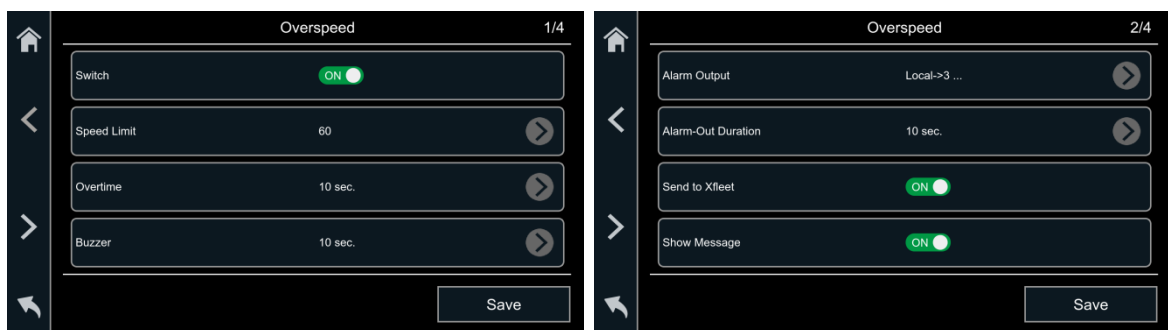 Overspeed 1/4
Switch ON
Speed Limit 60
Overtime 10 sec.
Buzzer 10 sec.
Save
Overspeed 2/4
Alarm Output Local->3 ...
Alarm-Out Duration 10 sec.
Send to Xfleet ON
Show Message ON
Save